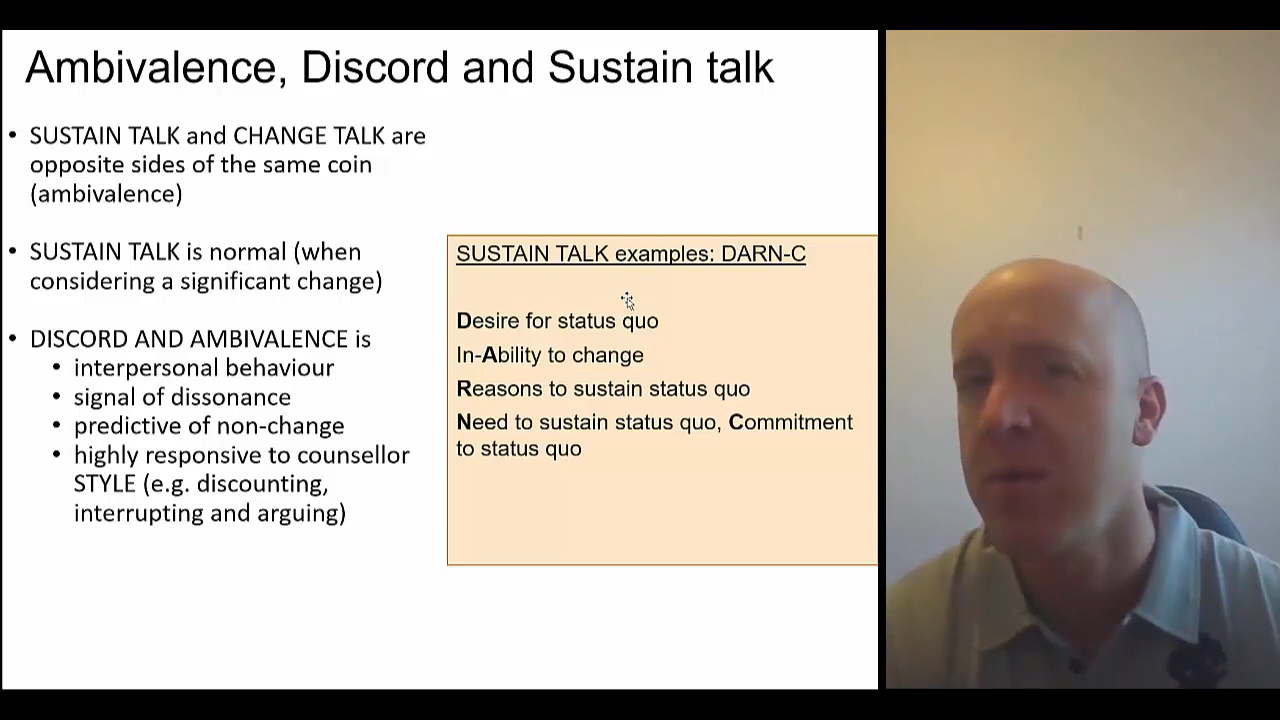 Ambivalence, Discord and Sustain talk
• SUSTAIN TALK and CHANGE TALK are
opposite sides of the same coin
(ambivalence)
• SUSTAIN TALK is normal (when
considering a significant change)
• DISCORD AND AMBIVALENCE is
• interpersonal behaviour
• signal of dissonance
• predictive of non-change
• highly responsive to counsellor
STYLE (e.g. discounting,
interrupting and arguing)
SUSTAIN TALK examples: DARN-C
Desire for status quo
In-Ability to change
Reasons to sustain status quo
Need to sustain status quo, Commitment
to status quo